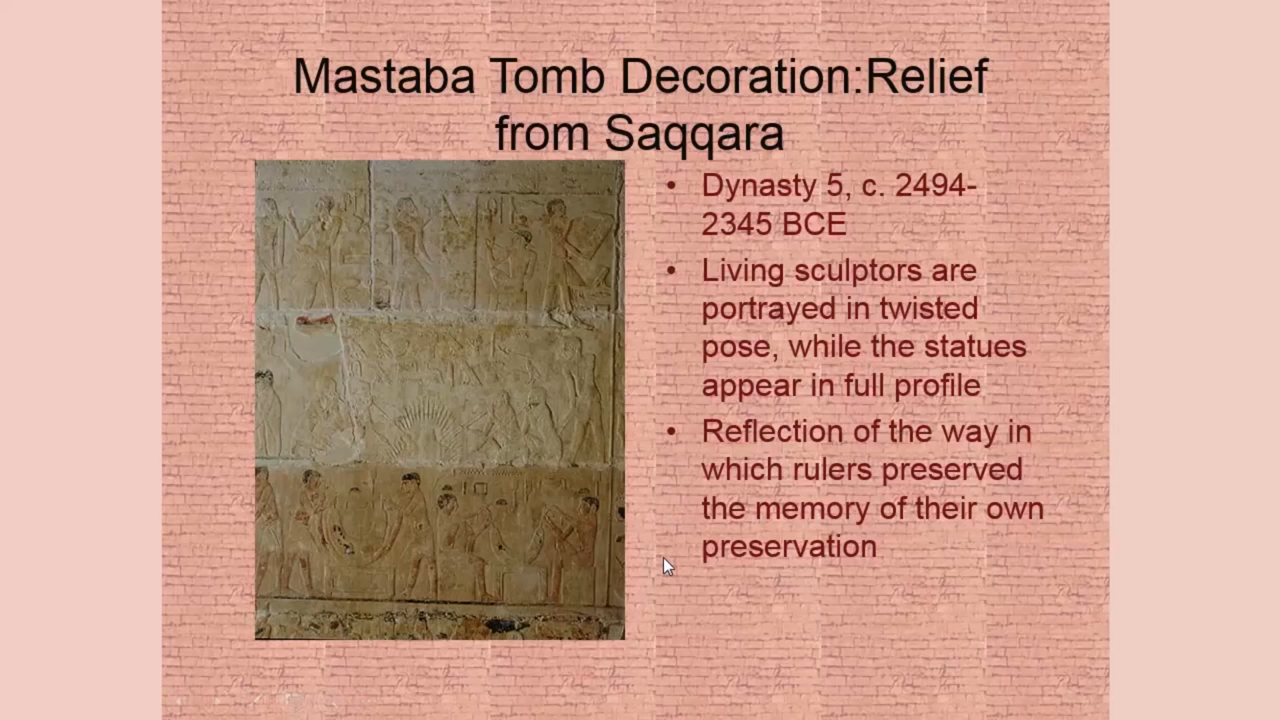 Mastaba Tomb Decoration:Relief
from Saqqara
• Dynasty 5, c. 2494-
2345 BCE
• Living sculptors are
portrayed in twisted
pose, while the statues
appear in full profile
• Reflection of the way in
which rulers preserved
the memory of their own
preservation